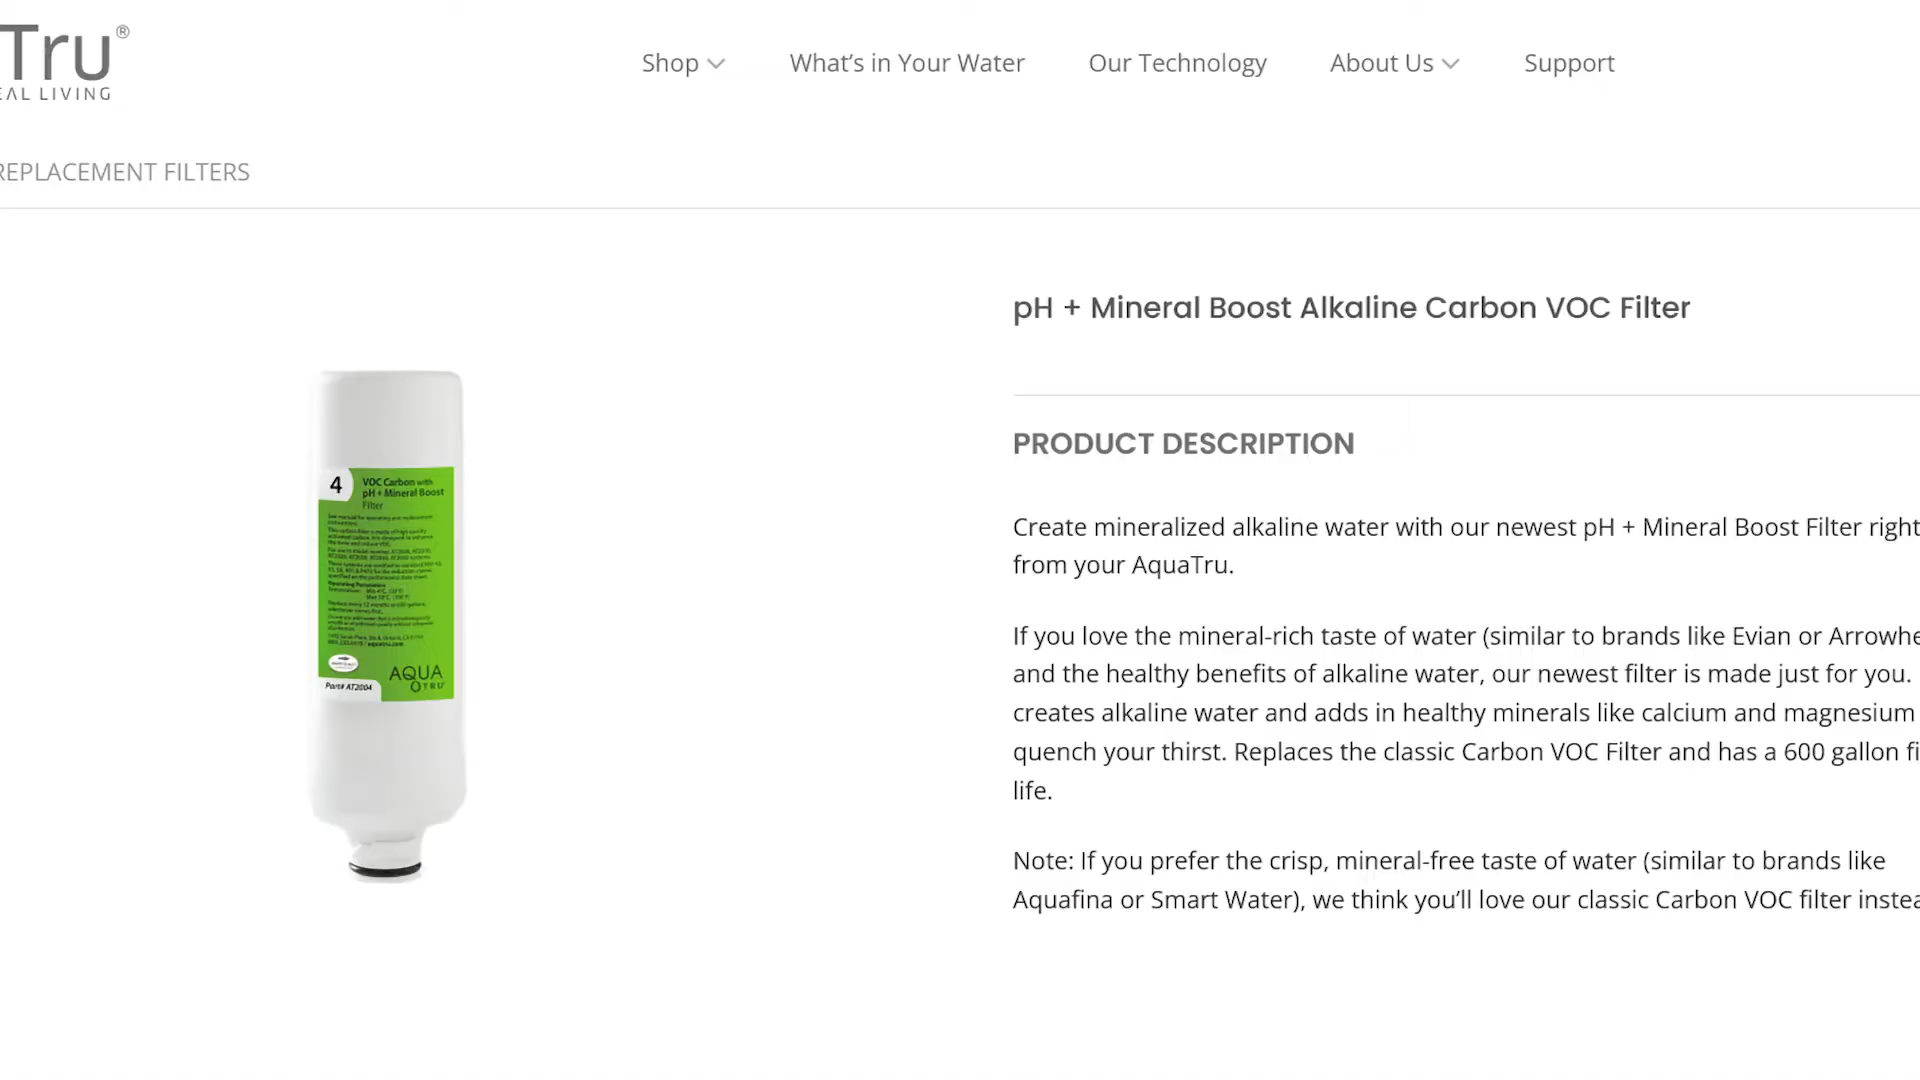 Tru®
EAL LIVING
Shop
What's in Your Water
Our Technology
About Us
Support
REPLACEMENT FILTERS
pH + Mineral Boost Alkaline Carbon VOC Filter
PRODUCT DESCRIPTION
Create mineralized alkaline water with our newest pH + Mineral Boost Filter right
from your AquaTru.
If you love the mineral-rich taste of water (similar to brands like Evian or Arrowhe
and the healthy benefits of alkaline water, our newest filter is made just for you.
creates alkaline water and adds in healthy minerals like calcium and magnesium
quench your thirst. Replaces the classic Carbon VOC Filter and has a 600 gallon fi
life.
Note: If you prefer the crisp, mineral-free taste of water (similar to brands like
Aquafina or Smart Water), we think you'll love our classic Carbon VOC filter instea
4
VOC Carbon with
pH + Mineral Boost
Filter
AQUA
TRU
Part# AT2004